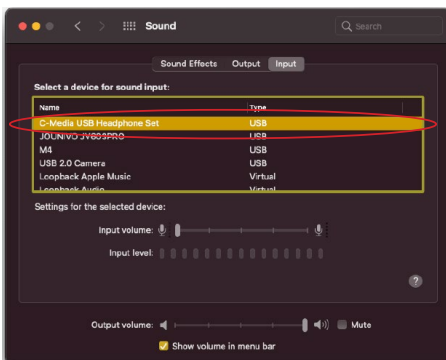 Sound
Search
Sound Effects Output Input
Select a device for sound input:
Name Type
C-Media USB Headphone Set USB
JOUNIVO JV603PRO USB
M4 USB
USB 2.0 Camera USB
Loopback Apple Music Virtual
Loopback Audio Virtual
Settings for the selected device:
Input volume:
Input level:
?
Output volume: Mute
Show volume in menu bar